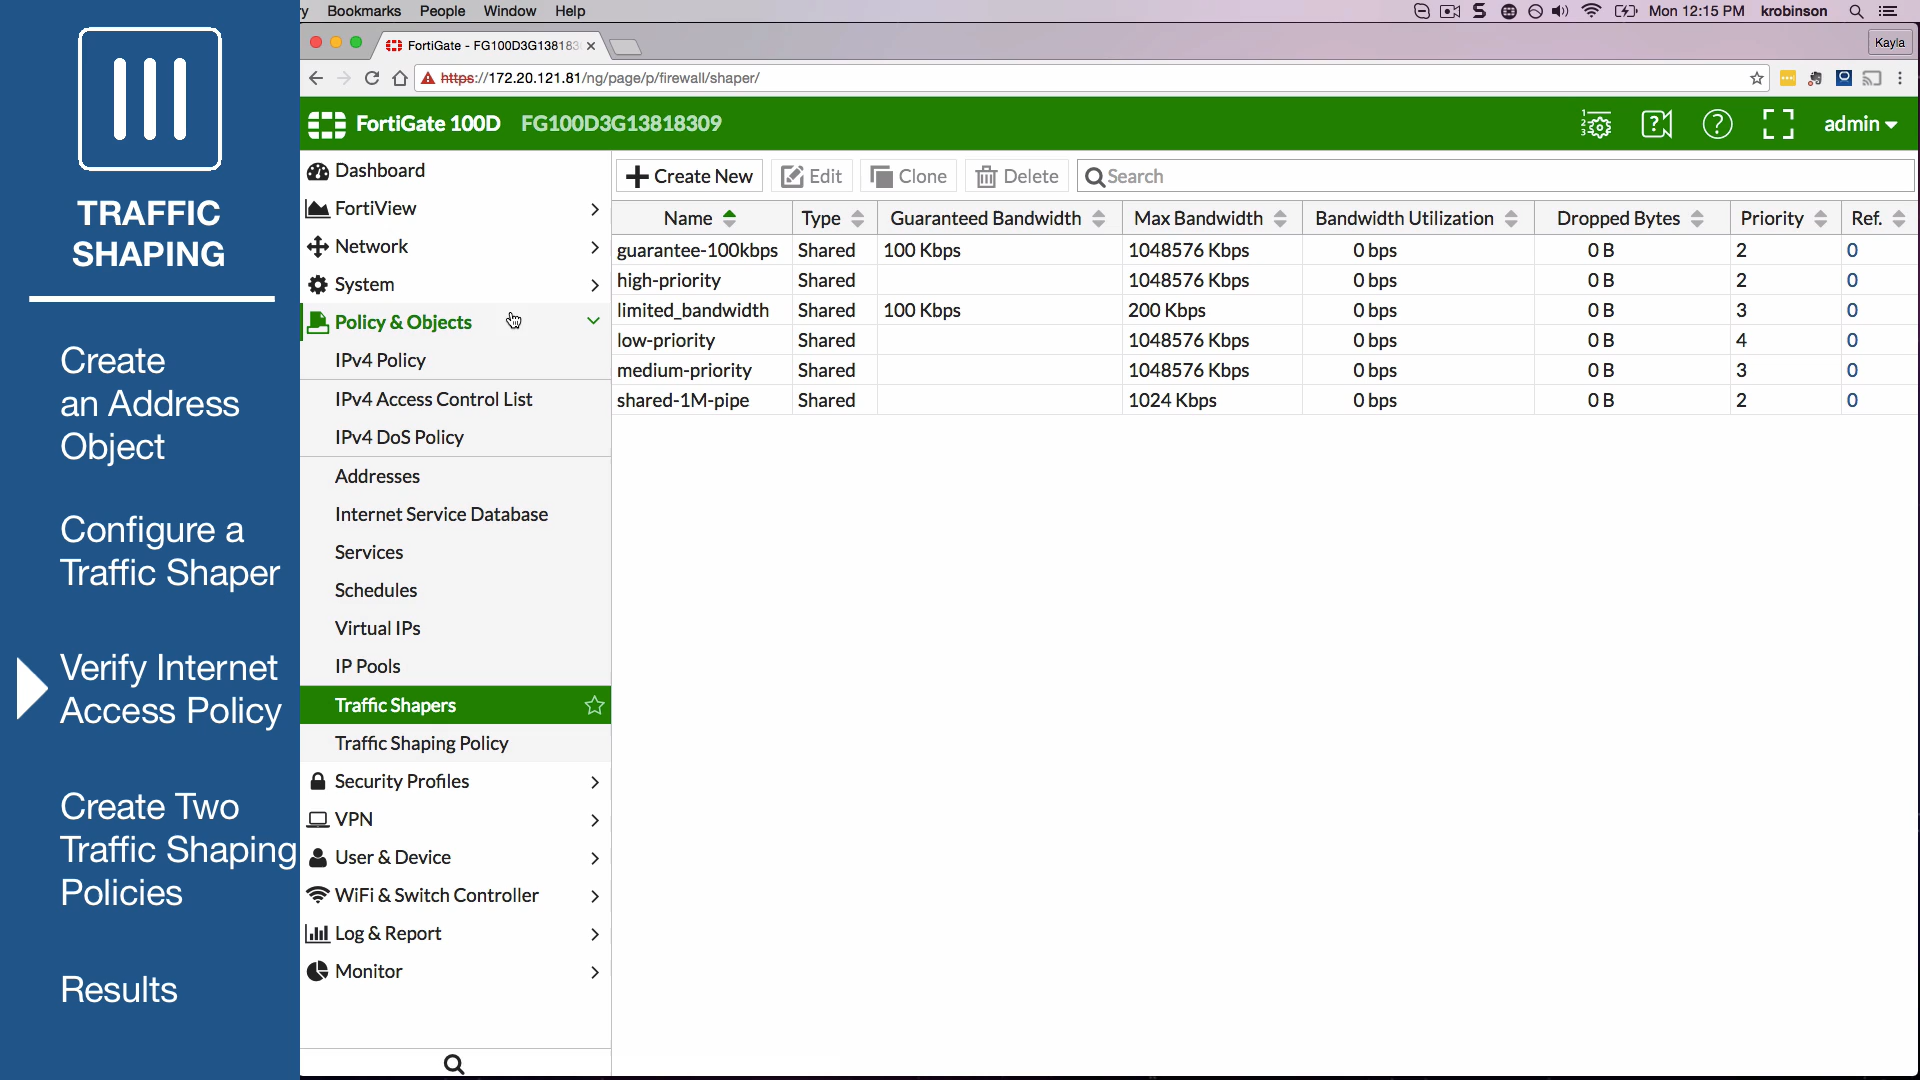 TRAFFIC
SHAPING
Create
an Address
Object
Configure a
Traffic Shaper
Verify Internet
Access Policy
Create Two
Traffic Shaping
Policies
Results
y Bookmarks People Window Help
Mon 12:15 PM krobinson
FortiGate - FG100D3G138183
Kayla
https://172.20.121.81/ng/page/p/firewall/shaper/
FortiGate 100D FG100D3G13818309
admin
Dashboard
FortiView
Network
System
Policy & Objects
IPv4 Policy
IPv4 Access Control List
IPv4 DoS Policy
Addresses
Internet Service Database
Services
Schedules
Virtual IPs
IP Pools
Traffic Shapers
Traffic Shaping Policy
Security Profiles
VPN
User & Device
WiFi & Switch Controller
Log & Report
Monitor
Create New Edit Clone Delete Search
Name Type Guaranteed Bandwidth Max Bandwidth Bandwidth Utilization Dropped Bytes Priority Ref.
guarantee-100kbps Shared 100 Kbps 1048576 Kbps 0 bps 0 B 2 0
high-priority Shared 1048576 Kbps 0 bps 0 B 2 0
limited_bandwidth Shared 100 Kbps 200 Kbps 0 bps 0 B 3 0
low-priority Shared 1048576 Kbps 0 bps 0 B 4 0
medium-priority Shared 1048576 Kbps 0 bps 0 B 3 0
shared-1M-pipe Shared 1024 Kbps 0 bps 0 B 2 0